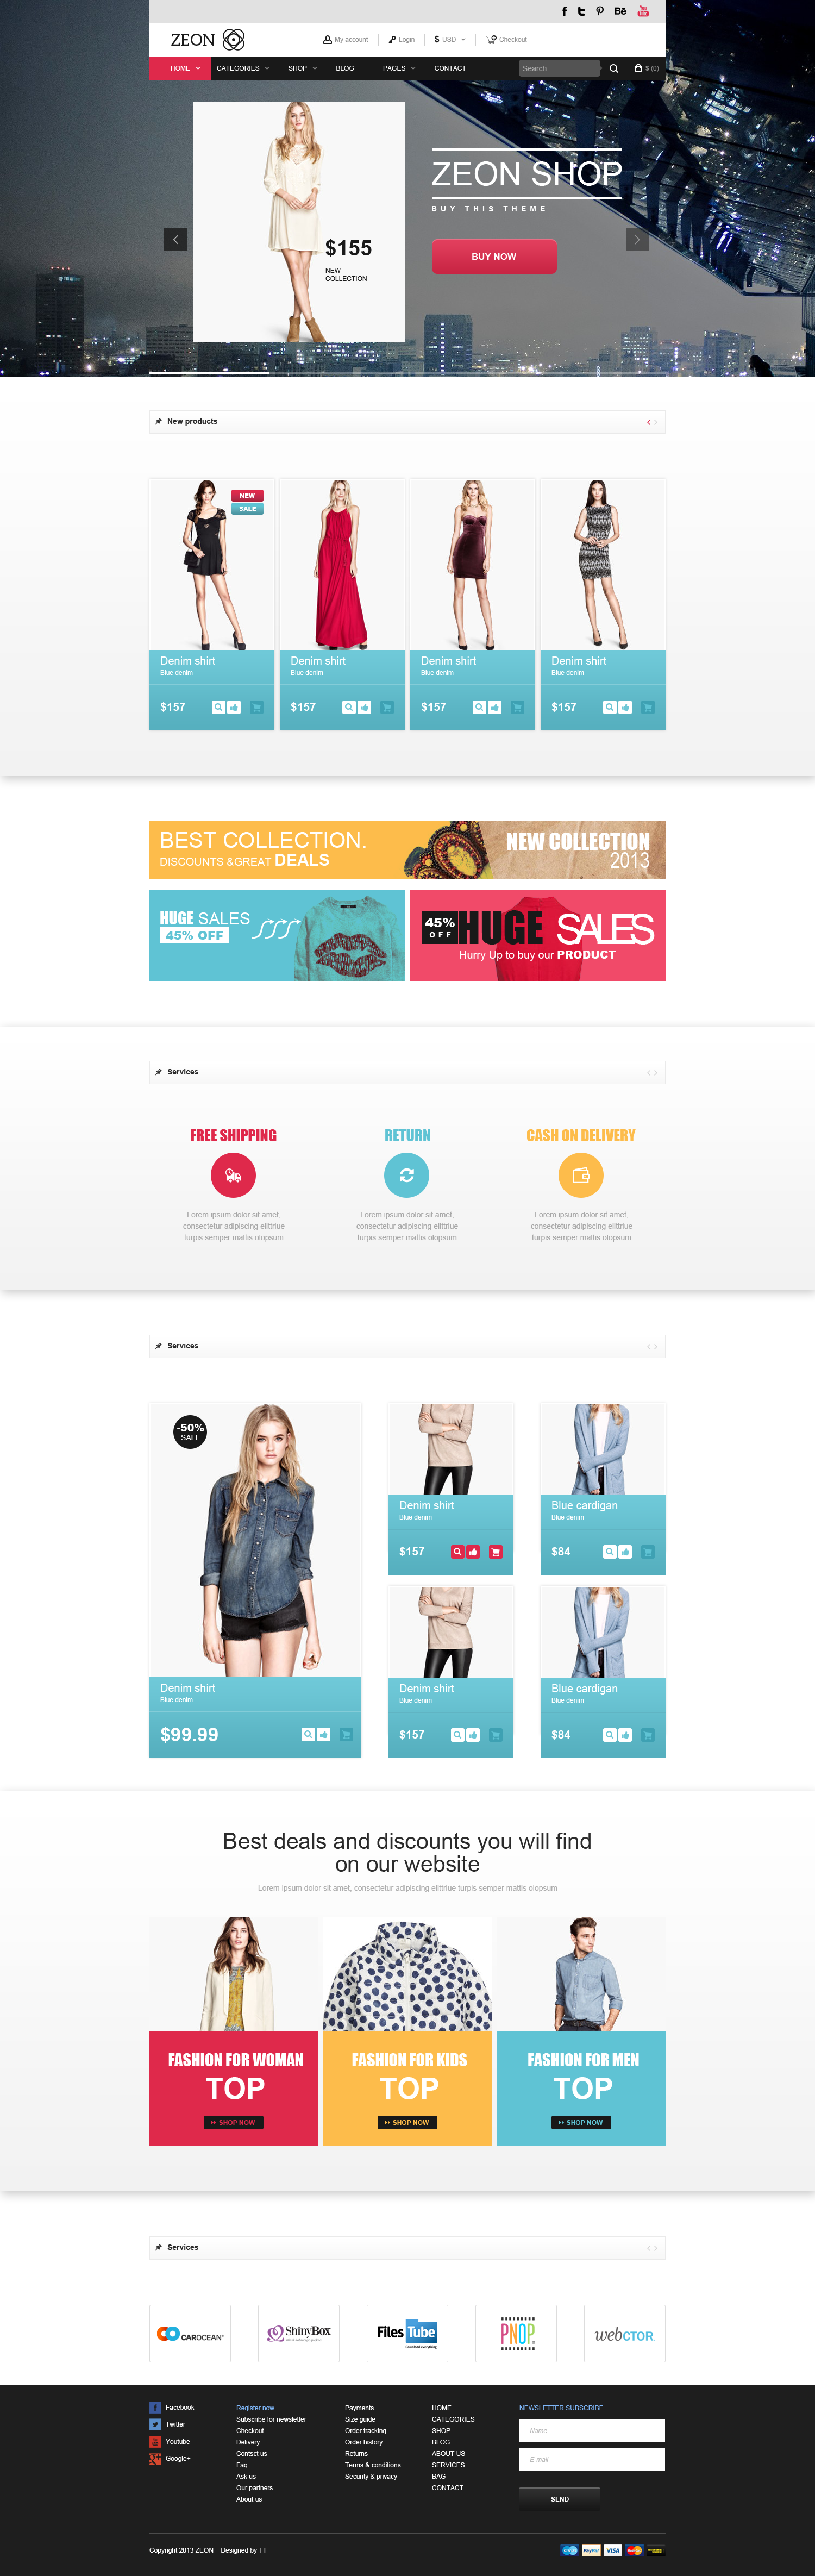 Bē
You
Tube
ZEON
My account
Login
$ USD
Checkout
HOME
CATEGORIES
SHOP
BLOG
PAGES
CONTACT
Search
$ (0)
ZEON SHOP
BUY THIS THEME
$155
NEW
COLLECTION
BUY NOW
New products
NEW
SALE
Denim shirt
Blue denim
$157
Denim shirt
Blue denim
$157
Denim shirt
Blue denim
$157
Denim shirt
Blue denim
$157
BEST COLLECTION.
DISCOUNTS &GREAT DEALS
NEW COLLECTION
2013
HUGE SALES
45% OFF
45%
OFF
HUGE SALES
Hurry Up to buy our PRODUCT
Services
FREE SHIPPING
Lorem ipsum dolor sit amet,
consectetur adipiscing elittriue
turpis semper mattis olopsum
RETURN
Lorem ipsum dolor sit amet,
consectetur adipiscing elittriue
turpis semper mattis olopsum
CASH ON DELIVERY
Lorem ipsum dolor sit amet,
consectetur adipiscing elittriue
turpis semper mattis olopsum
Services
-50%
SALE
Denim shirt
Blue denim
$99.99
Denim shirt
Blue denim
$157
Blue cardigan
Blue denim
$84
Denim shirt
Blue denim
$157
Blue cardigan
Blue denim
$84
Best deals and discounts you will find
on our website
Lorem ipsum dolor sit amet, consectetur adipiscing elittriue turpis semper mattis olopsum
FASHION FOR WOMAN
TOP
SHOP NOW
FASHION FOR KIDS
TOP
SHOP NOW
FASHION FOR MEN
TOP
SHOP NOW
Services
CAROCEAN
ShinyBox
Files Tube
Download everything!
PNOP
webCTOR
Facebook
Twitter
Youtube
Google+
Register now
Subscribe for newsletter
Checkout
Delivery
Contsct us
Faq
Ask us
Our partners
About us
Payments
Size guide
Order tracking
Order history
Returns
Terms & conditions
Security & privacy
HOME
CATEGORIES
SHOP
BLOG
ABOUT US
SERVICES
BAG
CONTACT
NEWSLETTER SUBSCRIBE
Name
E-mail
SEND
Copyright 2013 ZEON
Designed by TT
PayPal
VISA